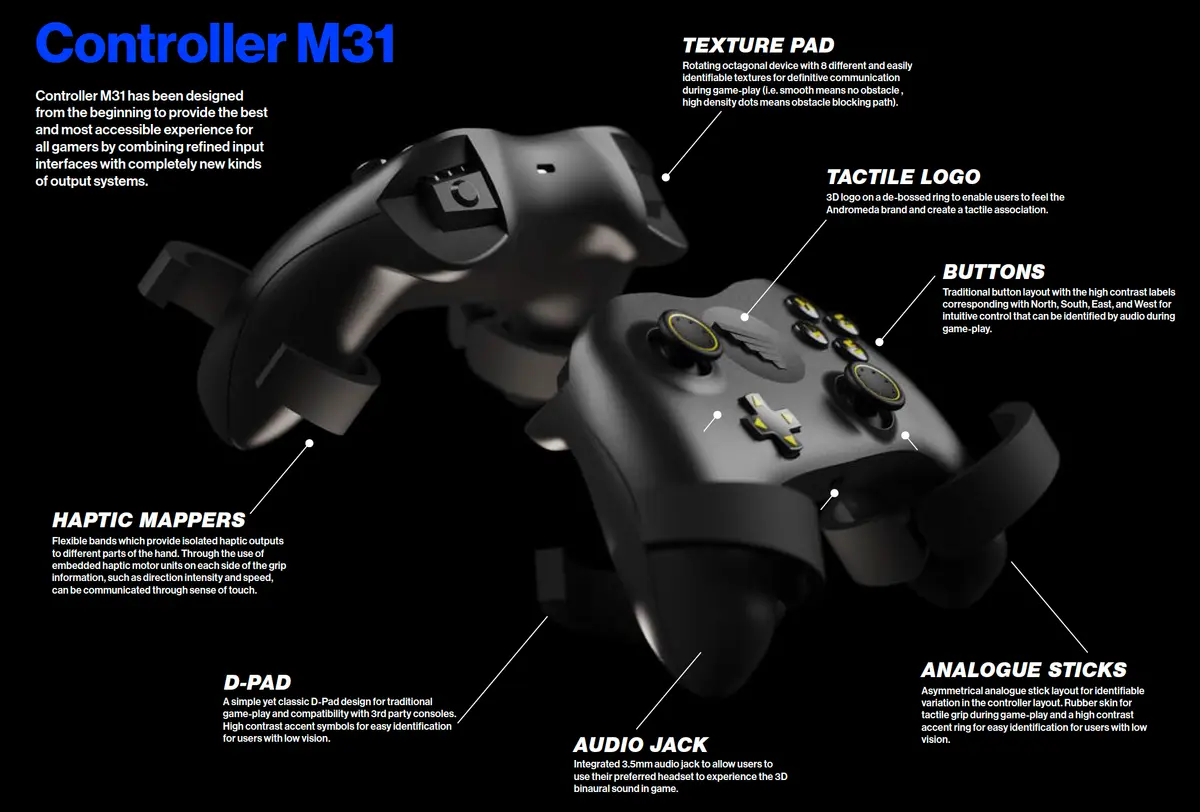 Controller M31
Controller M31 has been designed
from the beginning to provide the best
and most accessible experience for
all gamers by combining refined input
interfaces with completely new kinds
of output systems.
TEXTURE PAD
Rotating octagonal device with 8 different and easily
identifiable textures for definitive communication
during game-play (i.e. smooth means no obstacle ,
high density dots means obstacle blocking path).
TACTILE LOGO
3D logo on a de-bossed ring to enable users to feel the
Andromeda brand and create a tactile association.
BUTTONS
Traditional button layout with the high contrast labels
corresponding with North, South, East, and West for
intuitive control that can be identified by audio during
game-play.
HAPTIC MAPPERS
Flexible bands which provide isolated haptic outputs
to different parts of the hand. Through the use of
embedded haptic motor units on each side of the grip
information, such as direction intensity and speed,
can be communicated through sense of touch.
D-PAD
A simple yet classic D-Pad design for traditional
game-play and compatibility with 3rd party consoles.
High contrast accent symbols for easy identification
for users with low vision.
AUDIO JACK
Integrated 3.5mm audio jack to allow users to
use their preferred headset to experience the 3D
binaural sound in game.
ANALOGUE STICKS
Asymmetrical analogue stick layout for identifiable
variation in the controller layout. Rubber skin for
tactile grip during game-play and a high contrast
accent ring for easy identification for users with low
vision.